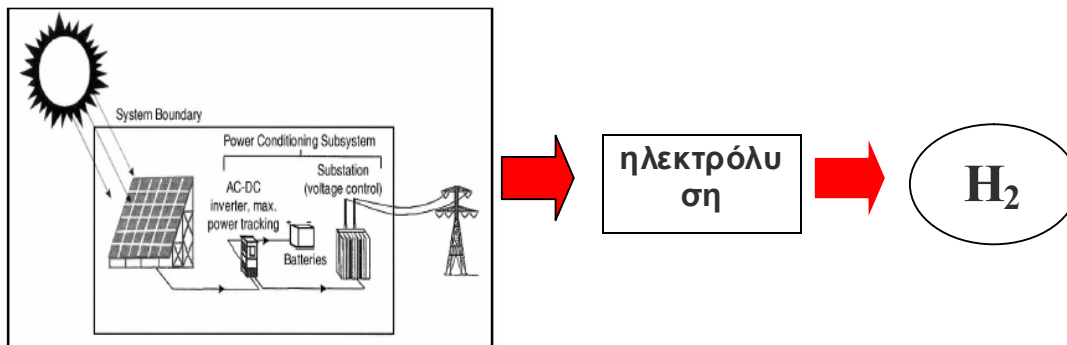 System Boundary
Power Conditioning Subsystem
Substation
(voltage control)
AC-DC
inverter, max.
power tracking
+
Batteries
ηλεκτρόλυ
ση
H₂